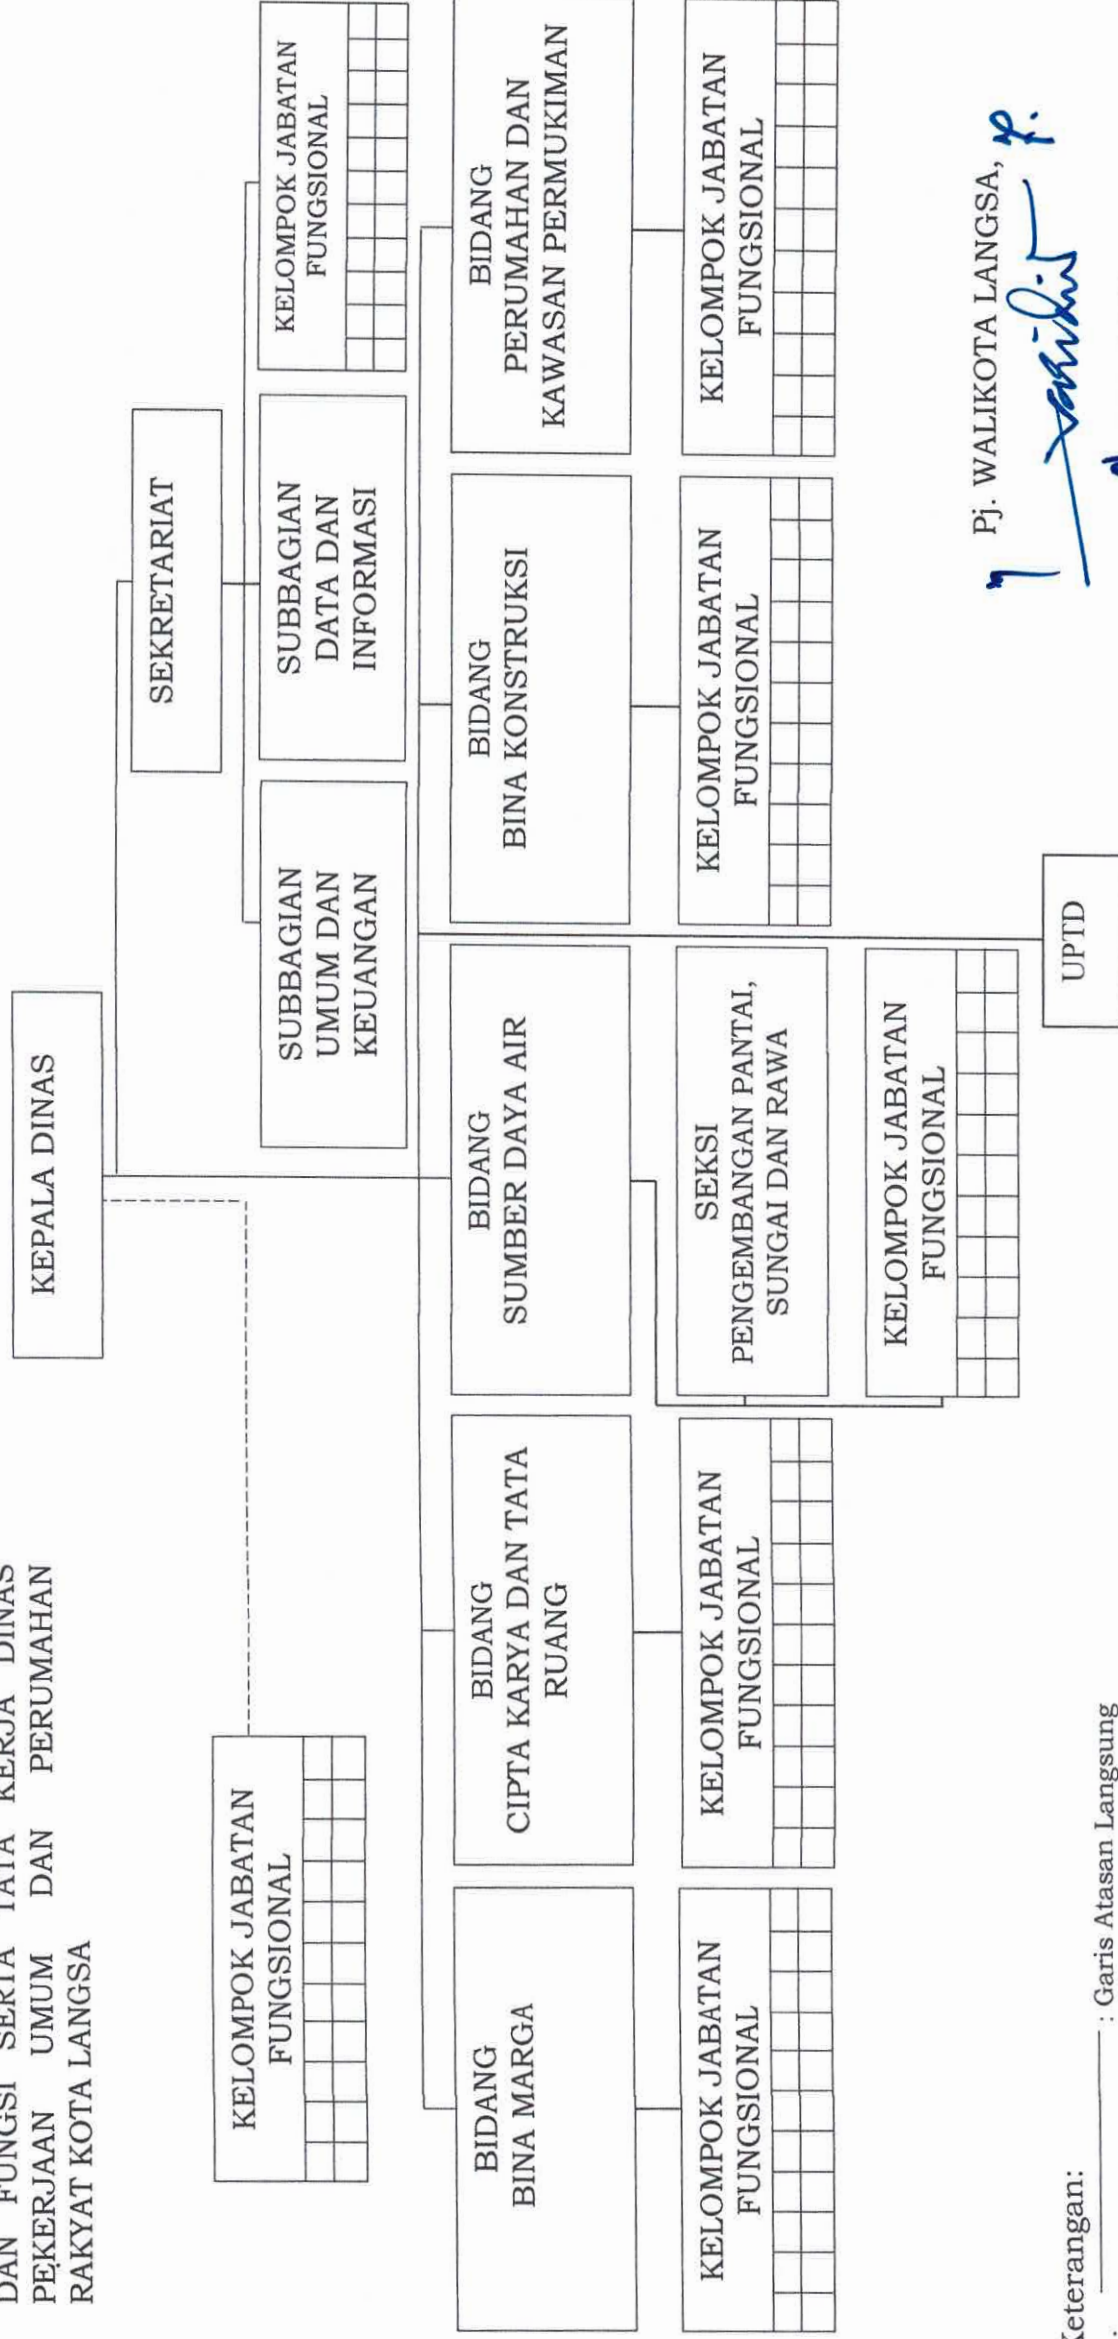 DAN FUNGSI SERTA TATA KERJA DINAS
PEKERJAAN UMUM DAN PERUMAHAN
RAKYAT KOTA LANGSA
KEPALA DINAS
SEKRETARIAT
KELOMPOK JABATAN
FUNGSIONAL
SUBBAGIAN
UMUM DAN
KEUANGAN
SUBBAGIAN
DATA DAN
INFORMASI
KELOMPOK JABATAN
FUNGSIONAL
BIDANG
BINA MARGA
BIDANG
CIPTA KARYA DAN TATA
RUANG
BIDANG
SUMBER DAYA AIR
BIDANG
BINA KONSTRUKSI
BIDANG
PERUMAHAN DAN
KAWASAN PERMUKIMAN
KELOMPOK JABATAN
FUNGSIONAL
KELOMPOK JABATAN
FUNGSIONAL
SEKSI
PENGEMBANGAN PANTAI,
SUNGAI DAN RAWA
KELOMPOK JABATAN
FUNGSIONAL
KELOMPOK JABATAN
FUNGSIONAL
KELOMPOK JABATAN
FUNGSIONAL
UPTD
Pj. WALIKOTA LANGSA,
Keterangan:
: Garis Atasan Langsung